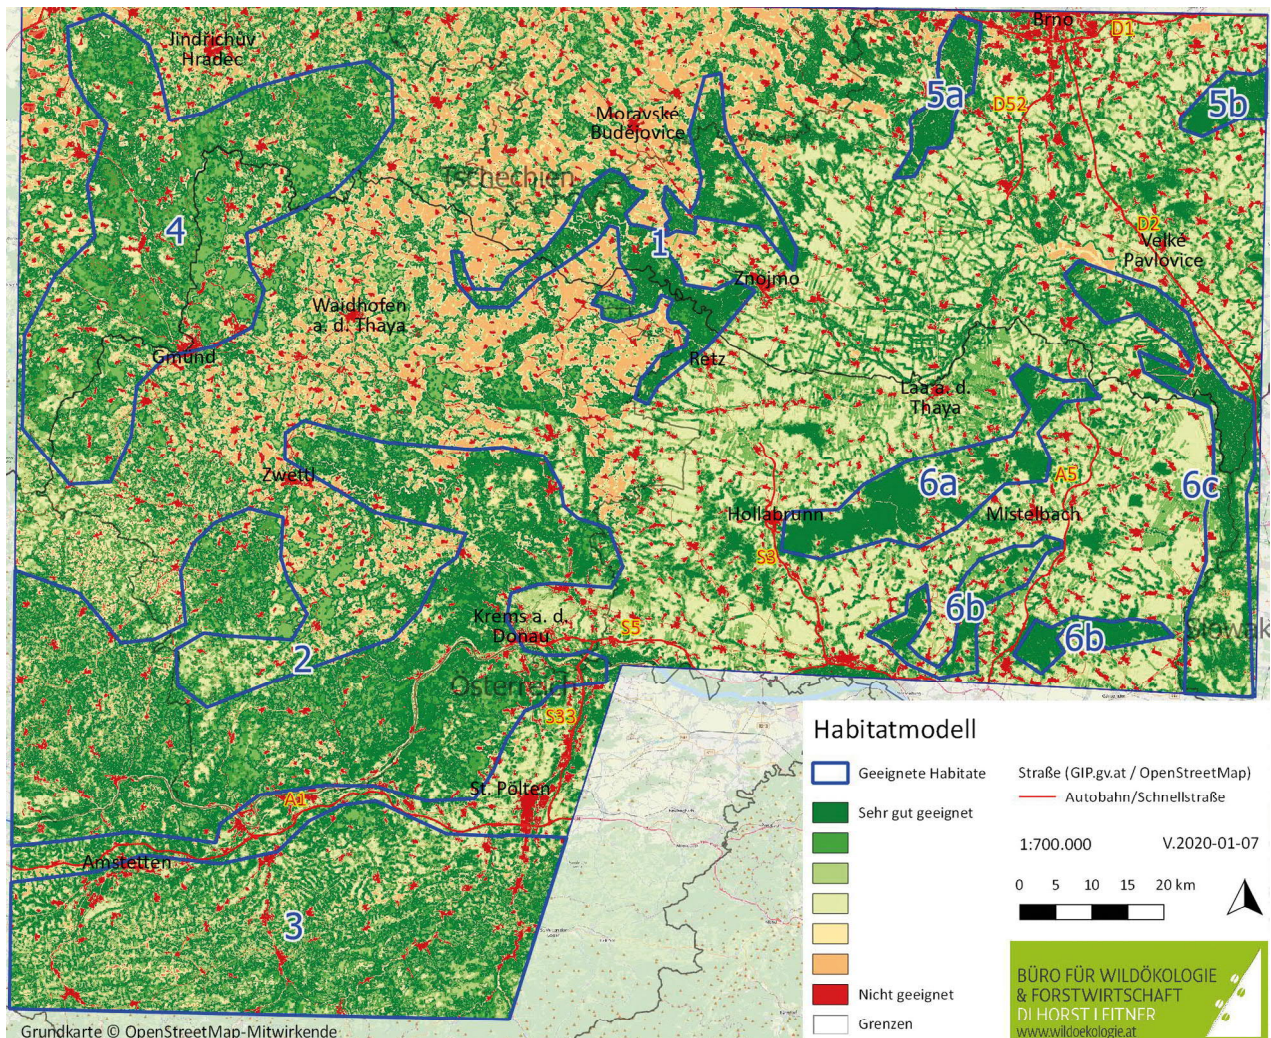 Jindřichův
Hradec
Brno
D1
5a
D52
5b
Moravské
Budějovice
Tschechien
4
1
D2
Velké
Pavlovice
Znojmo
Waidhofen
a. d. Thaya
Gmünd
Retz
Laa a. d.
Thaya
Zwettl
6a
A5
6c
Hollabrunn
Mistelbach
S3
Krems a. d.
Donau
S5
6b
6b
Slowak
2
Österreich
S33
St. Pölten
A1
Amstetten
3
Habitatmodell
Geeignete Habitate
Sehr gut geeignet
Nicht geeignet
Grenzen
Straße (GIP.gv.at / OpenStreetMap)
Autobahn/Schnellstraße
1:700.000 V.2020-01-07
0 5 10 15 20 km
BÜRO FÜR WILDÖKOLOGIE
& FORSTWIRTSCHAFT
DI HORST LEITNER
www.wildoekologie.at
Grundkarte © OpenStreetMap-Mitwirkende